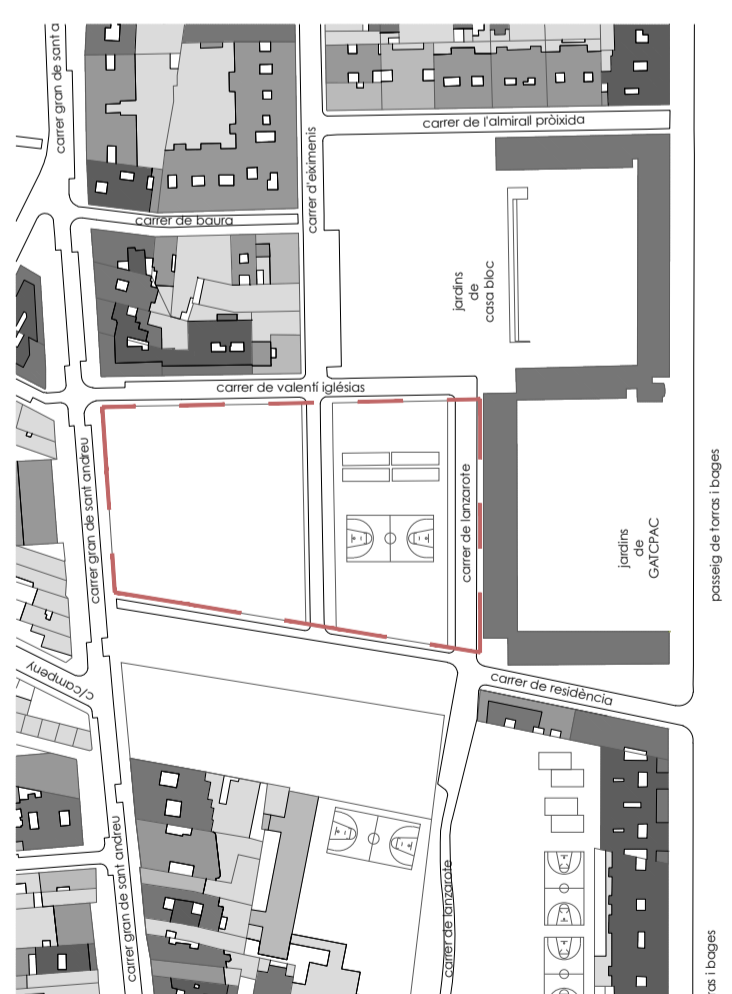 carrer gran de sant a
carrer de l'almirall pròixida
carrer d'eiximenis
carrer de baura
jardins
de
casa bloc
carrer de valentí iglésias
carrer gran de sant andreu
carrer de lanzarote
jardins
de
GATCPAC
passeig de torras i bages
c/campeny
carrer de residència
carrer gran de sant andreu
carrer de lanzarote
ras i bages